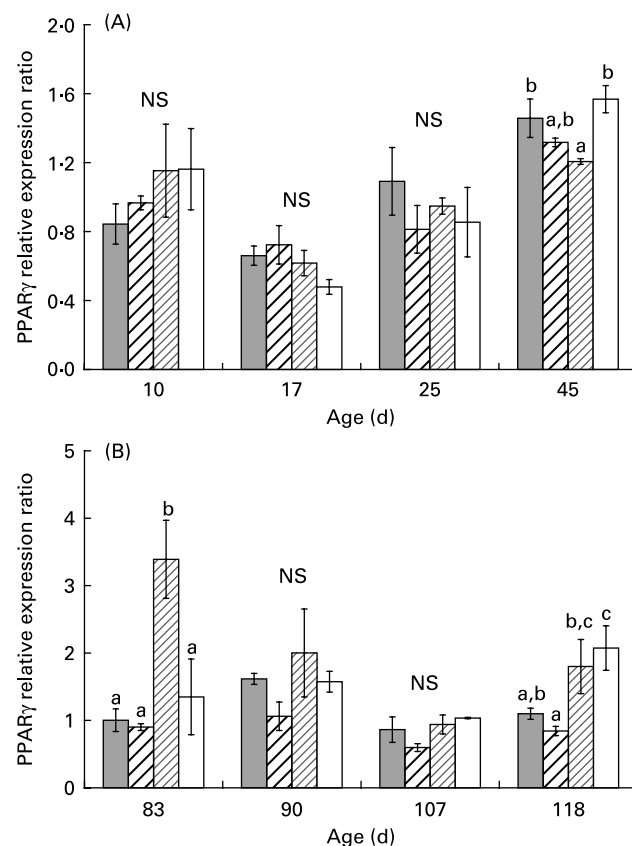 (A)
PPARγ relative expression ratio
2·0
1·6
1·2
0·8
0·4
0·0
NS
NS
NS
b
a,b
a
b
10 17 25 45
Age (d)
(B)
PPARγ relative expression ratio
5
4
3
2
1
0
a
a
b
a
NS
NS
a,b
a
b,c
c
83 90 107 118
Age (d)